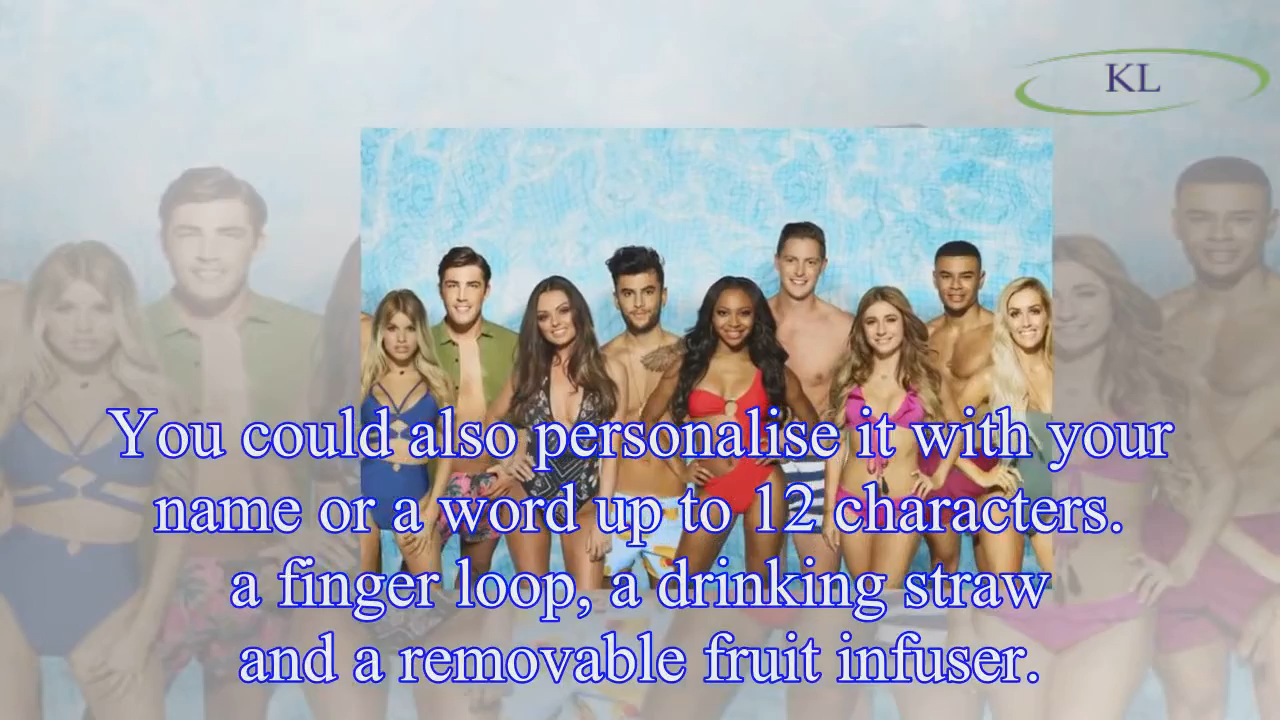 KL
You could also personalise it with your
name or a word up to 12 characters.
a finger loop, a drinking straw
and a removable fruit infuser.